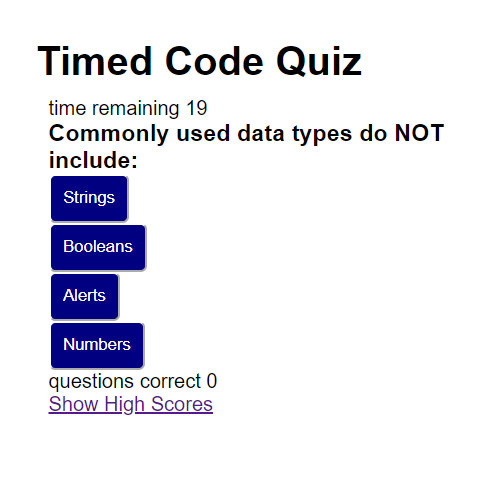 Timed Code Quiz
time remaining 19
Commonly used data types do NOT
include:
Strings
Booleans
Alerts
Numbers
questions correct 0
Show High Scores